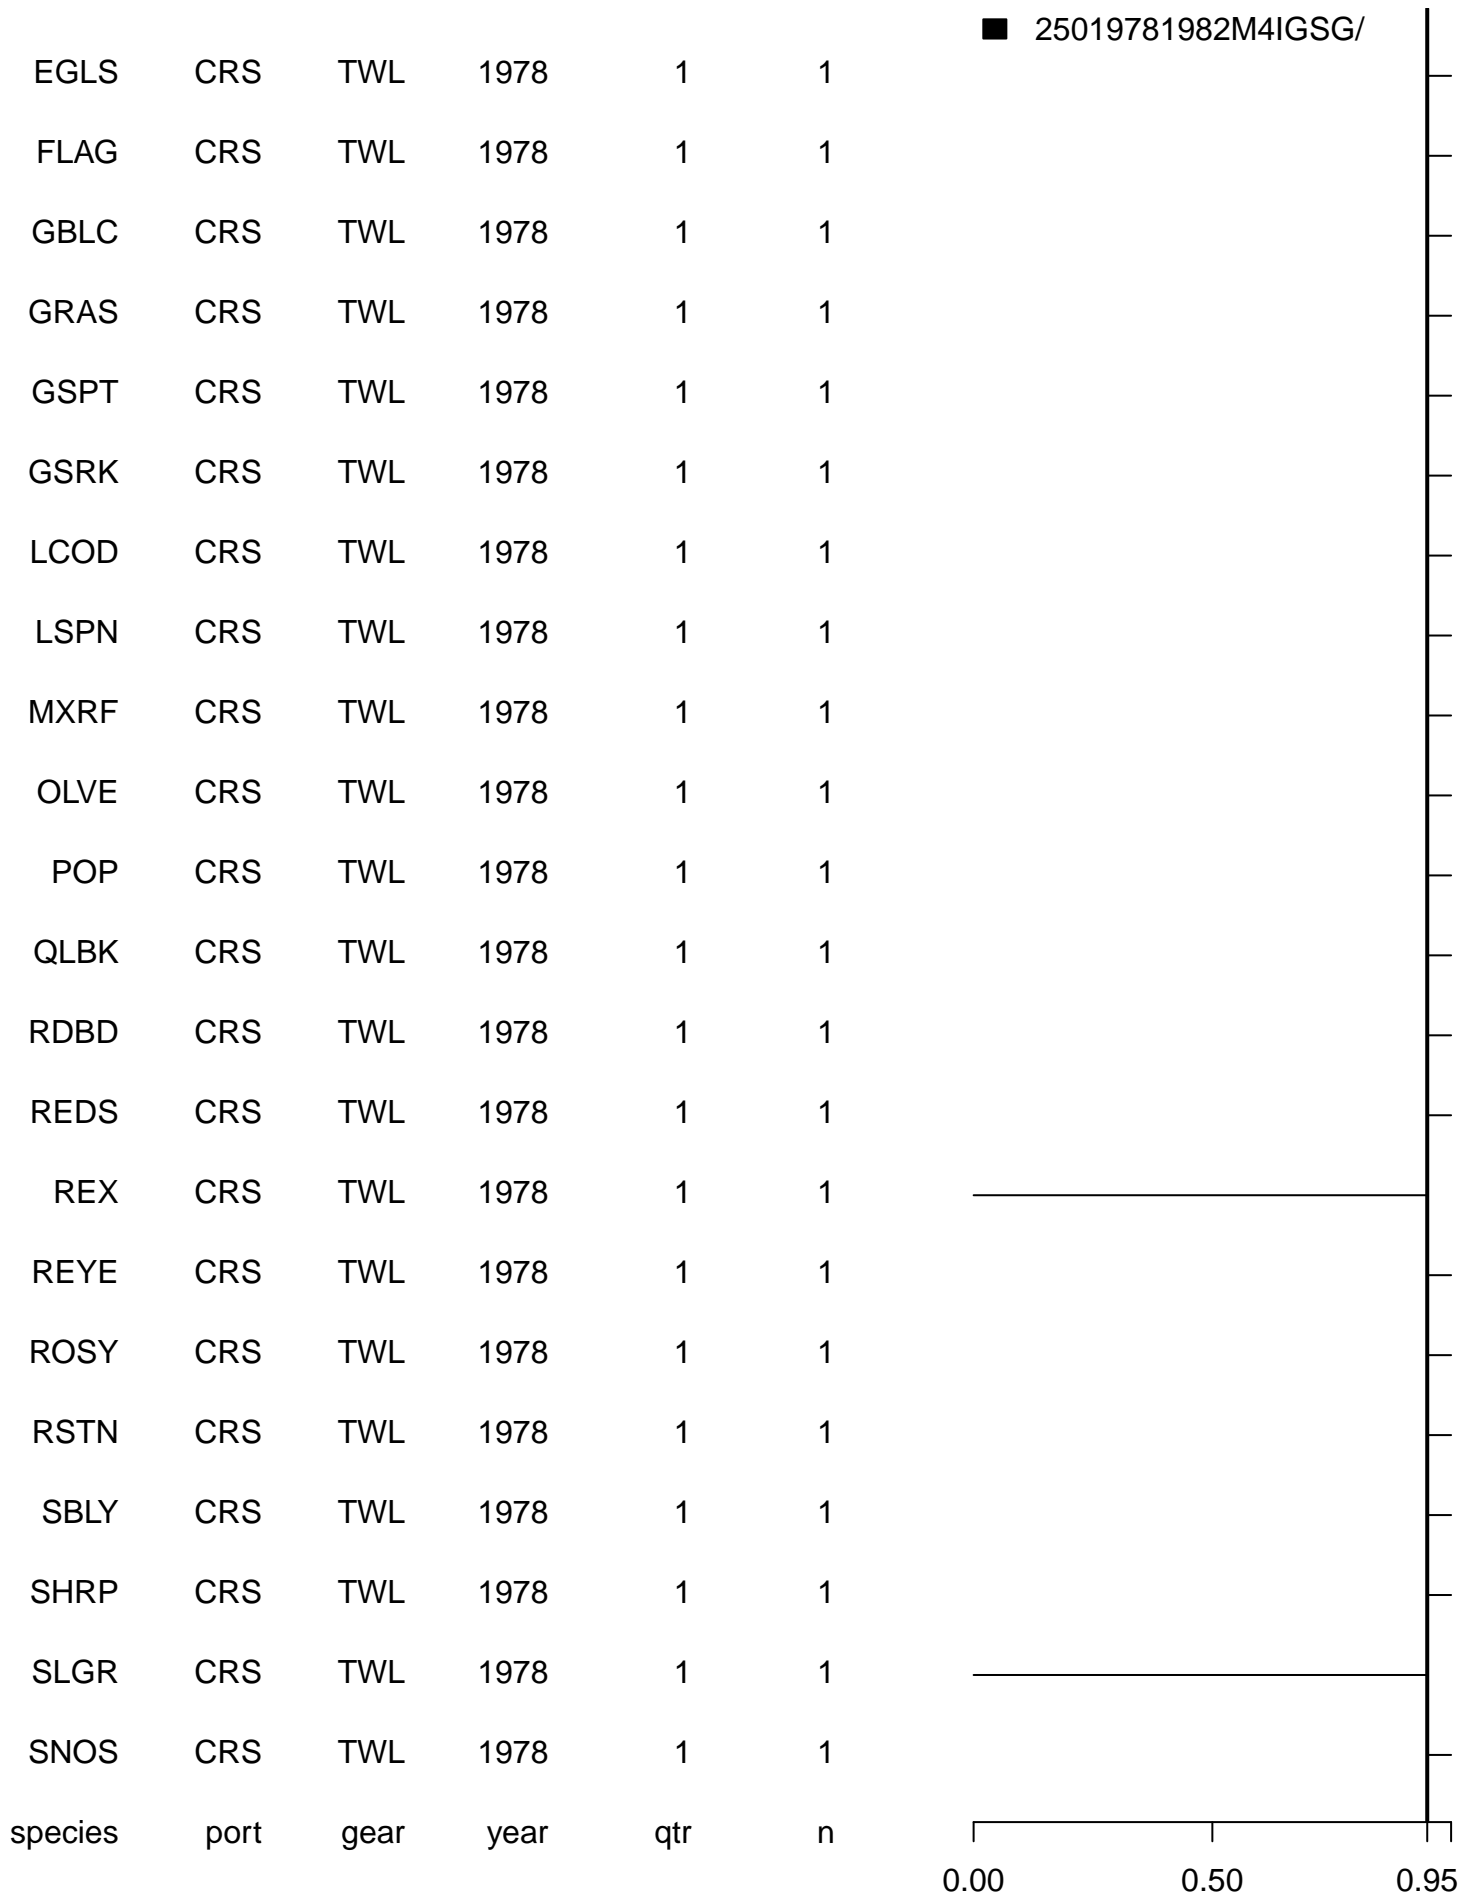 25019781982M4IGSG/
EGLS CRS TWL 1978 1 1
FLAG CRS TWL 1978 1 1
GBLC CRS TWL 1978 1 1
GRAS CRS TWL 1978 1 1
GSPT CRS TWL 1978 1 1
GSRK CRS TWL 1978 1 1
LCOD CRS TWL 1978 1 1
LSPN CRS TWL 1978 1 1
MXRF CRS TWL 1978 1 1
OLVE CRS TWL 1978 1 1
POP CRS TWL 1978 1 1
QLBK CRS TWL 1978 1 1
RDBD CRS TWL 1978 1 1
REDS CRS TWL 1978 1 1
REX CRS TWL 1978 1 1
REYE CRS TWL 1978 1 1
ROSY CRS TWL 1978 1 1
RSTN CRS TWL 1978 1 1
SBLY CRS TWL 1978 1 1
SHRP CRS TWL 1978 1 1
SLGR CRS TWL 1978 1 1
SNOS CRS TWL 1978 1 1
species port gear year qtr n
0.00 0.50 0.95